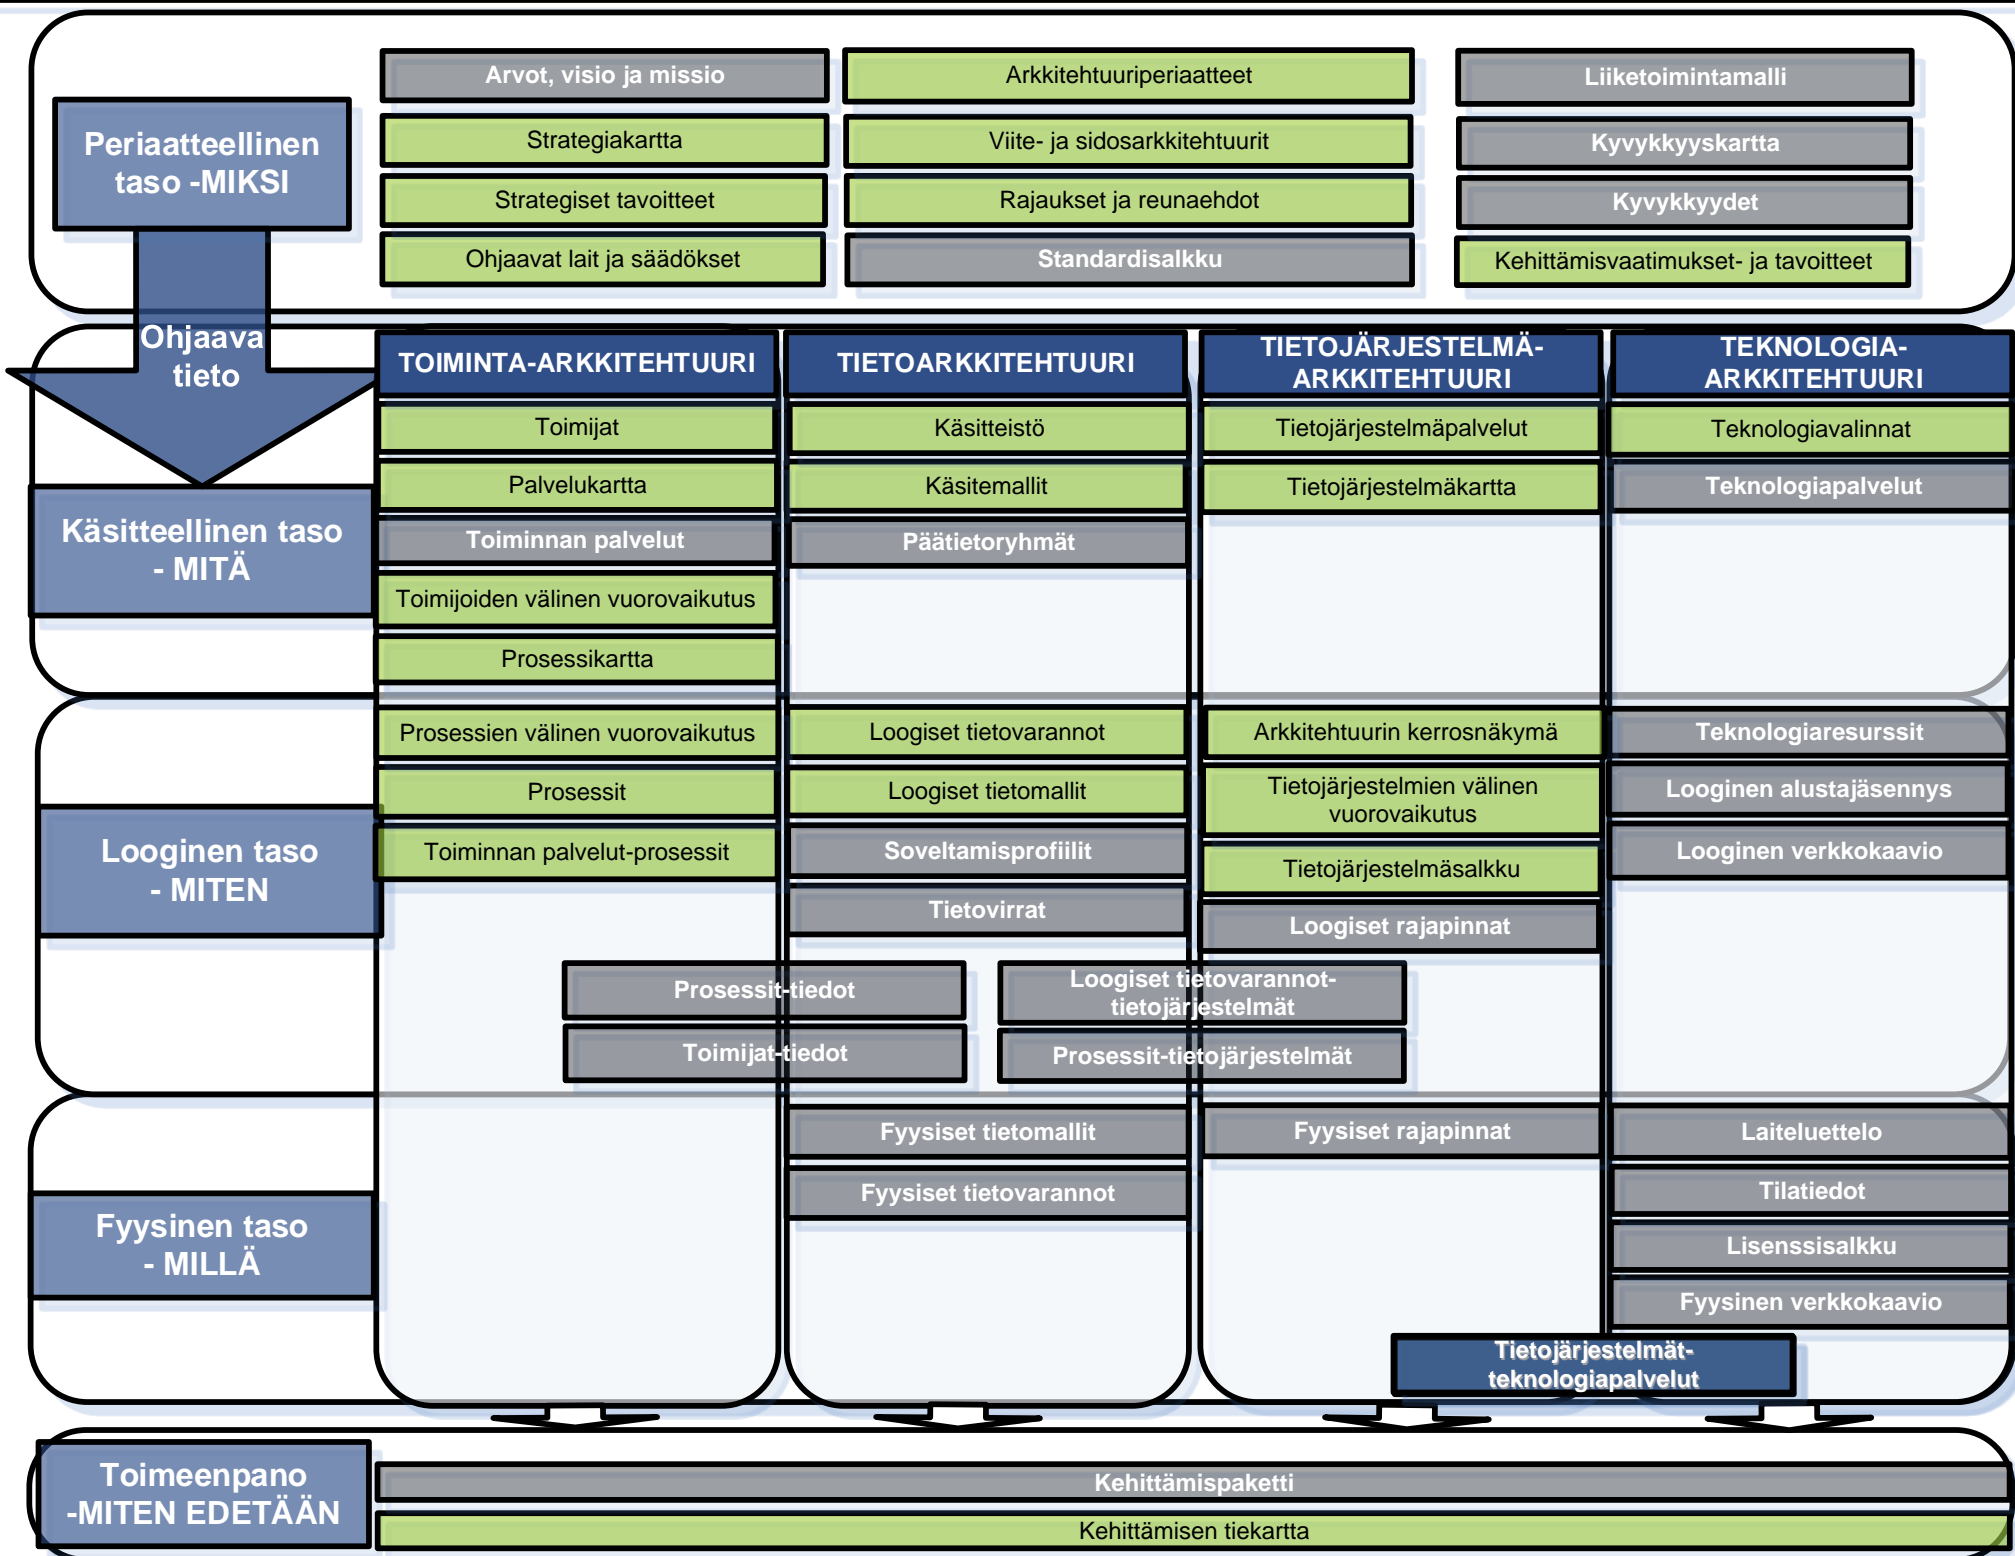 Arvot, visio ja missio
Arkkitehtuuriperiaatteet
Liiketoimintamalli
Periaatteellinen
taso -MIKSI
Strategiakartta
Viite- ja sidosarkkitehtuurit
Kyvykkyyskartta
Strategiset tavoitteet
Rajaukset ja reunaehdot
Kyvykkyydet
Ohjaavat lait ja säädökset
Standardisalkku
Kehittämisvaatimukset- ja tavoitteet
Ohjaava
tieto
TOIMINTA-ARKKITEHTUURI
TIETOARKKITEHTUURI
TIETOJÄRJESTELMÄ-
ARKKITEHTUURI
TEKNOLOGIA-
ARKKITEHTUURI
Toimijat
Käsitteistö
Tietojärjestelmäpalvelut
Teknologiavalinnat
Palvelukartta
Käsitemallit
Tietojärjestelmäkartta
Teknologiapalvelut
Käsitteellinen taso
- MITÄ
Toiminnan palvelut
Päätietoryhmät
Toimijoiden välinen vuorovaikutus
Prosessikartta
Prosessien välinen vuorovaikutus
Loogiset tietovarannot
Arkkitehtuurin kerrosnäkymä
Teknologiaresurssit
Prosessit
Loogiset tietomallit
Tietojärjestelmien välinen
vuorovaikutus
Looginen alustajäsennys
Looginen taso
- MITEN
Toiminnan palvelut-prosessit
Soveltamisprofiilit
Tietojärjestelmäsalkku
Looginen verkkokaavio
Tietovirrat
Loogiset rajapinnat
Prosessit-tiedot
Loogiset tietovarannot-
tietojärjestelmät
Toimijat-tiedot
Prosessit-tietojärjestelmät
Fyysiset tietomallit
Fyysiset rajapinnat
Laiteluettelo
Fyysiset tietovarannot
Tilatiedot
Fyysinen taso
- MILLÄ
Lisenssisalkku
Fyysinen verkkokaavio
Tietojärjestelmät-
teknologiapalvelut
Toimeenpano
-MITEN EDETÄÄN
Kehittämispaketti
Kehittämisen tiekartta